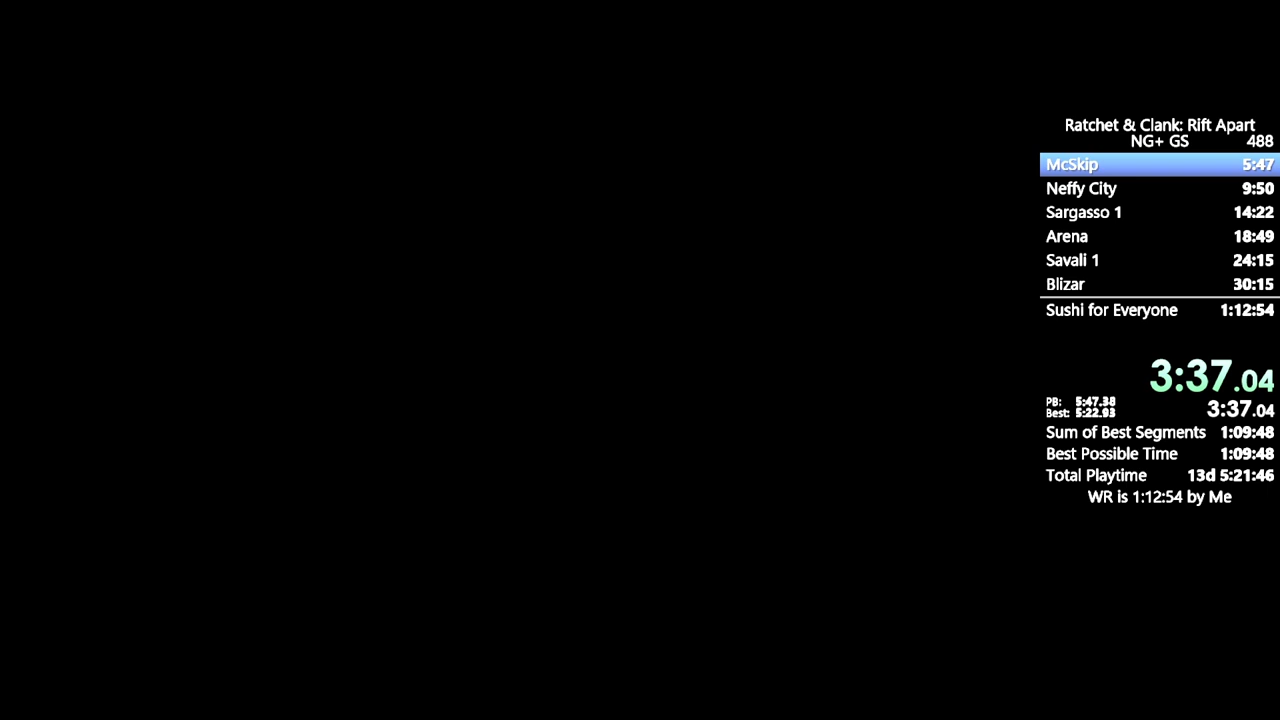 Ratchet & Clank: Rift Apart
NG+ GS 488
McSkip 5:47
Neffy City 9:50
Sargasso 1 14:22
Arena 18:49
Savali 1 24:15
Blizar 30:15
Sushi for Everyone 1:12:54
3:37.04
PB: 5:47.38
Best: 5:22.93
3:37.04
Sum of Best Segments 1:09:48
Best Possible Time 1:09:48
Total Playtime 13d 5:21:46
WR is 1:12:54 by Me